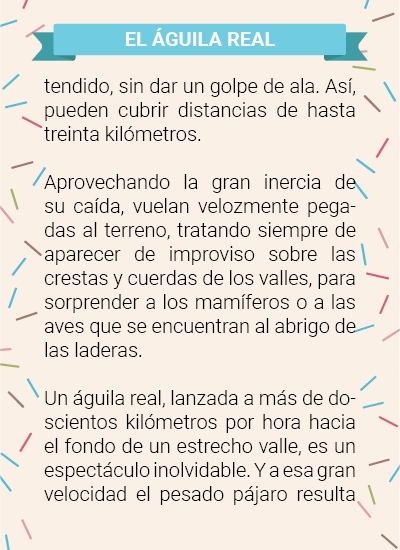 EL ÁGUILA REAL
tendido, sin dar un golpe de ala. Así,
pueden cubrir distancias de hasta
treinta kilómetros.
Aprovechando la gran inercia de
su caída, vuelan velozmente pega-
das al terreno, tratando siempre de
aparecer de improviso sobre las
crestas y cuerdas de los valles, para
sorprender a los mamíferos o a las
aves que se encuentran al abrigo de
las laderas.
Un águila real, lanzada a más de do-
scientos kilómetros por hora hacia
el fondo de un estrecho valle, es un
espectáculo inolvidable. Y a esa gran
velocidad el pesado pájaro resulta